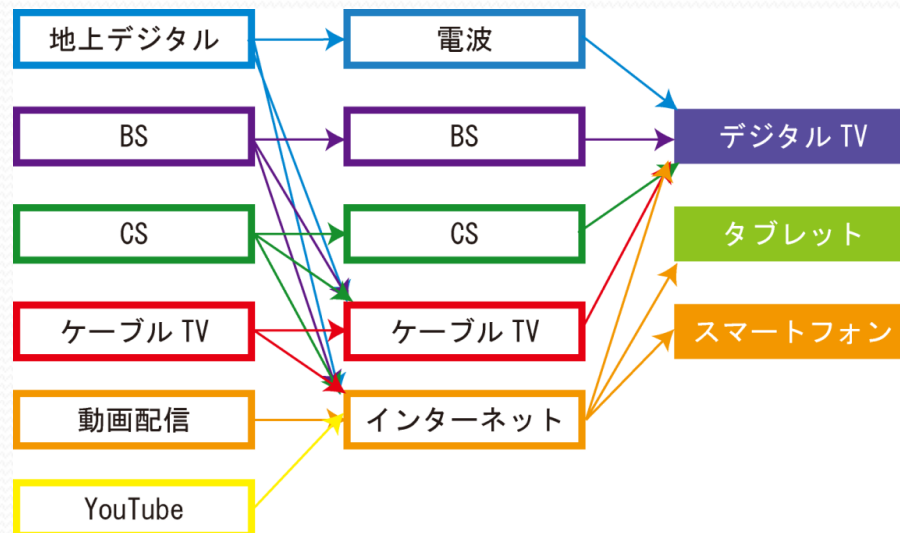 地上デジタル
電波
BS
BS
デジタル TV
CS
CS
タブレット
ケーブル TV
ケーブル TV
スマートフォン
動画配信
インターネット
YouTube